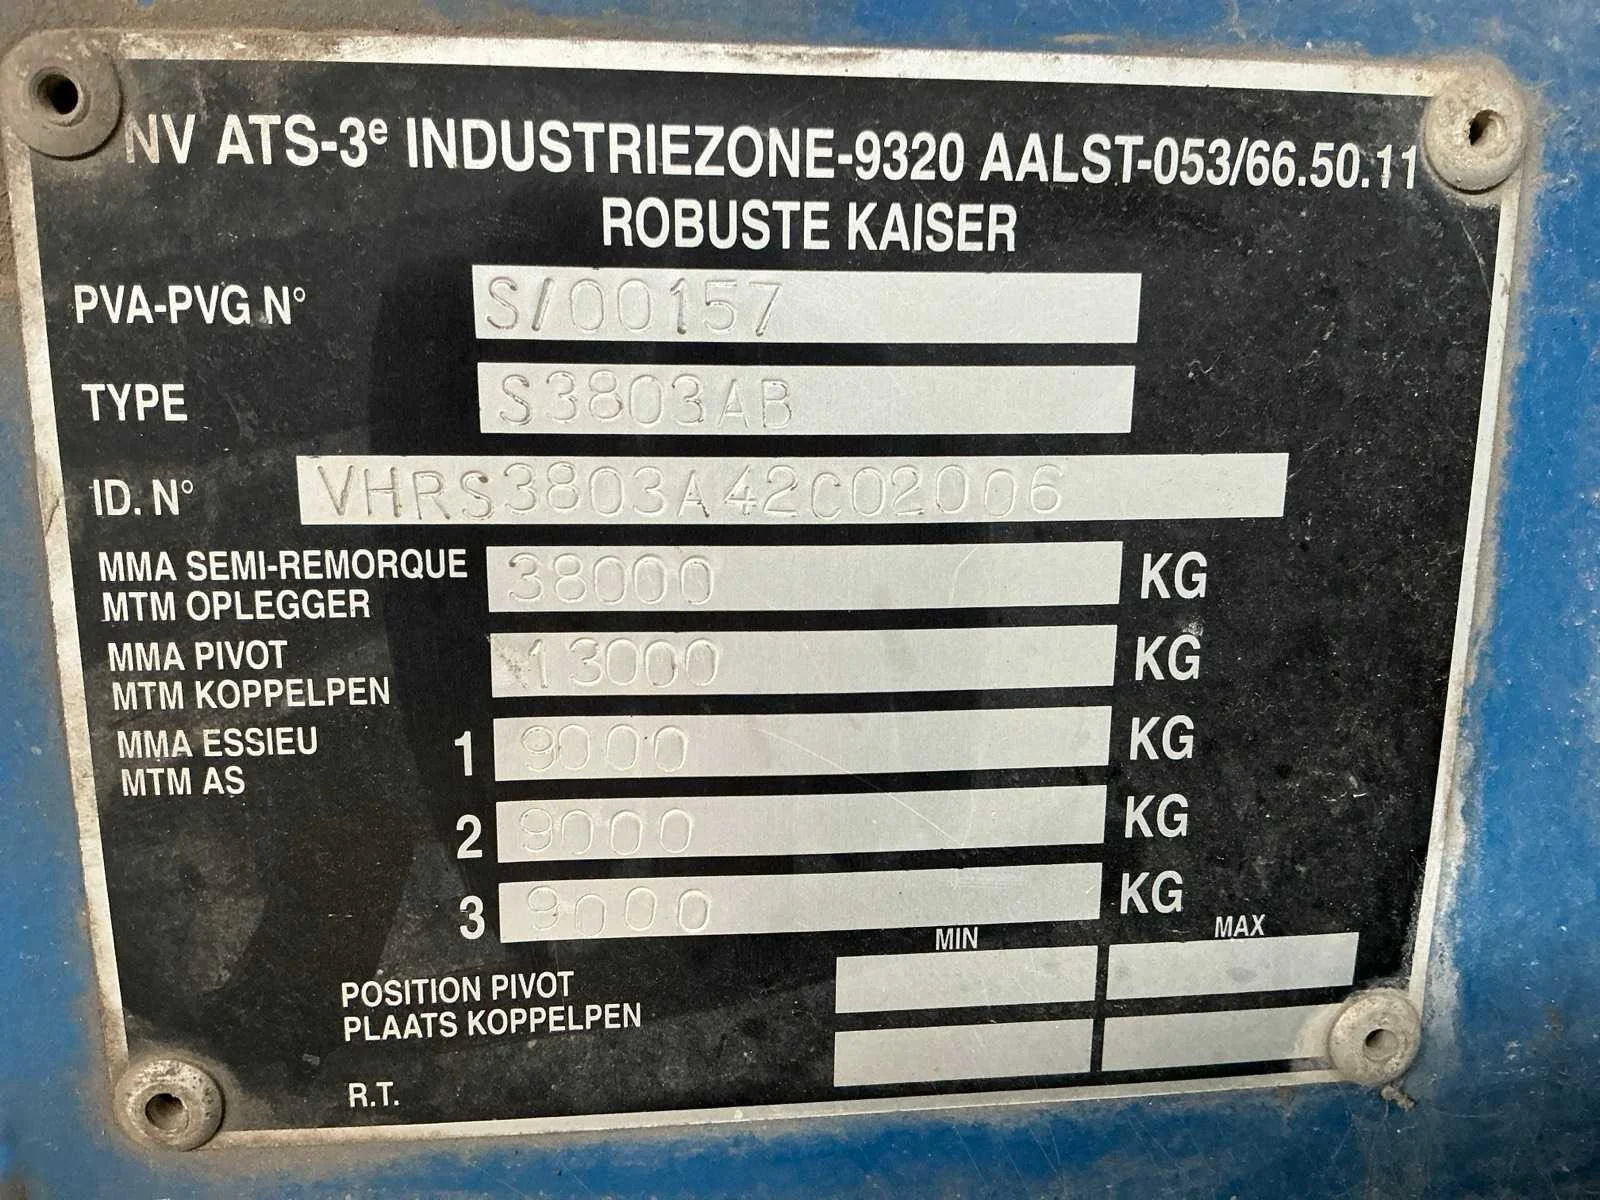 NV ATS-3e INDUSTRIEZONE-9320 AALST-053/66.50.11
ROBUSTE KAISER
PVA-PVG N° S/00157
TYPE S3803AB
ID. N° VHRS3803A42C02006
MMA SEMI-REMORQUE
MTM OPLEGGER 38000 KG
MMA PIVOT
MTM KOPPELPEN 13000 KG
MMA ESSIEU
MTM AS
1 9000 KG
2 9000 KG
3 9000 KG
MIN MAX
POSITION PIVOT
PLAATS KOPPELPEN
R.T.